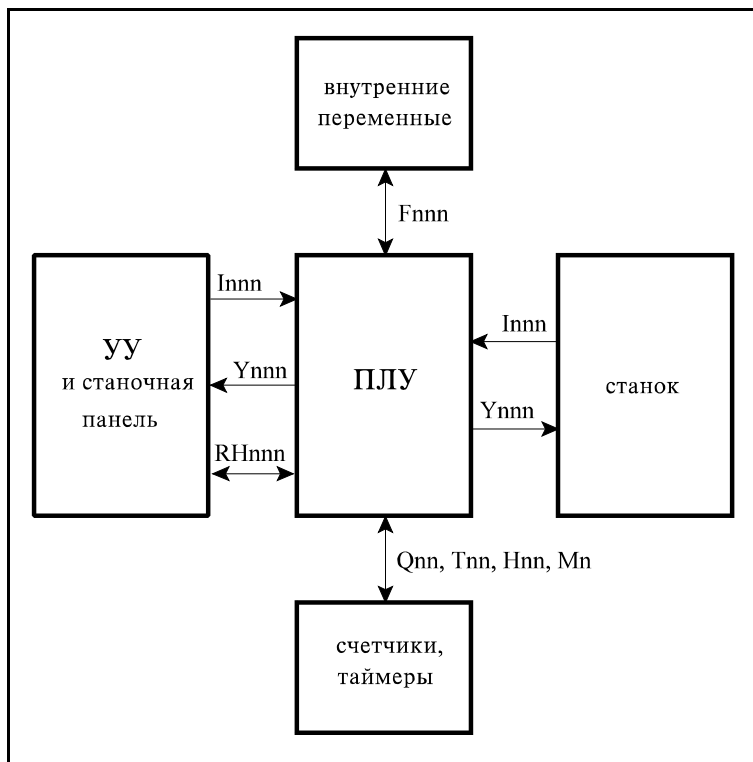 внутренние
переменные
Fnnn
Innn
УУ
и станочная
панель
Ynnn
RHnnn
ПЛУ
Innn
Ynnn
станок
Qnn, Tnn, Hnn, Mn
счетчики,
таймеры